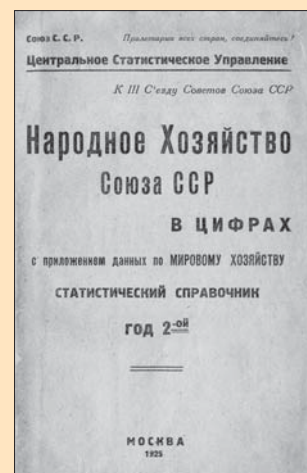 Союз С. С. Р. Пролетарии всех стран, соединяйтесь!
Центральное Статистическое Управление
К III С'езду Советов Союза ССР
Народное Хозяйство
Союза ССР
В ЦИФРАХ
с приложением данных по МИРОВОМУ ХОЗЯЙСТВУ
СТАТИСТИЧЕСКИЙ СПРАВОЧНИК
ГОД 2-ой
МОСКВА
1925